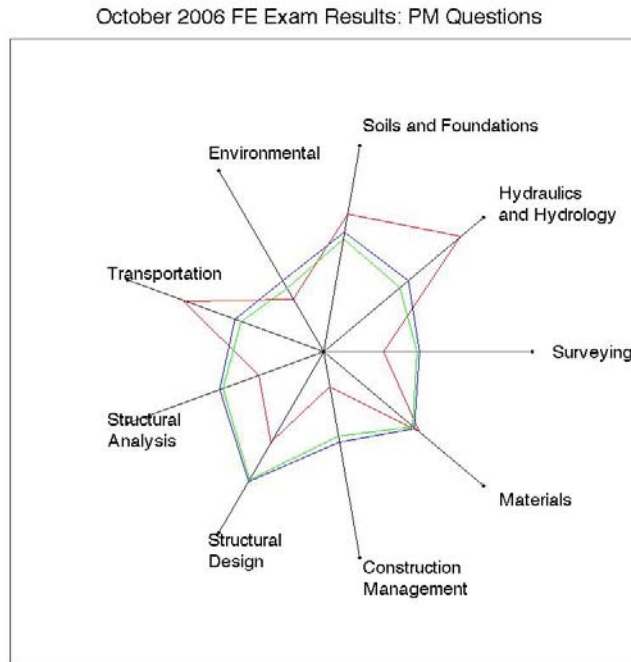 October 2006 FE Exam Results: PM Questions
Soils and Foundations
Environmental
Hydraulics
and Hydrology
Transportation
Surveying
Structural
Analysis
Materials
Structural
Design
Construction
Management